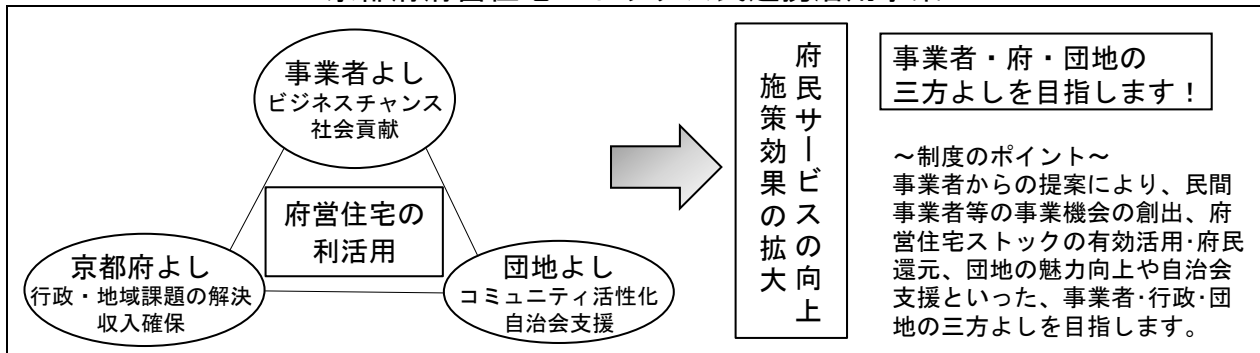 事業者よし
ビジネスチャンス
社会貢献
府営住宅の
利活用
京都府よし
行政・地域課題の解決
収入確保
団地よし
コミュニティ活性化
自治会支援
府民サービスの向上
施策効果の拡大
事業者・府・団地の
三方よしを目指します！
～制度のポイント～
事業者からの提案により、民間
事業者等の事業機会の創出、府
営住宅ストックの有効活用･府民
還元、団地の魅力向上や自治会
支援といった、事業者･行政･団
地の三方よしを目指します。